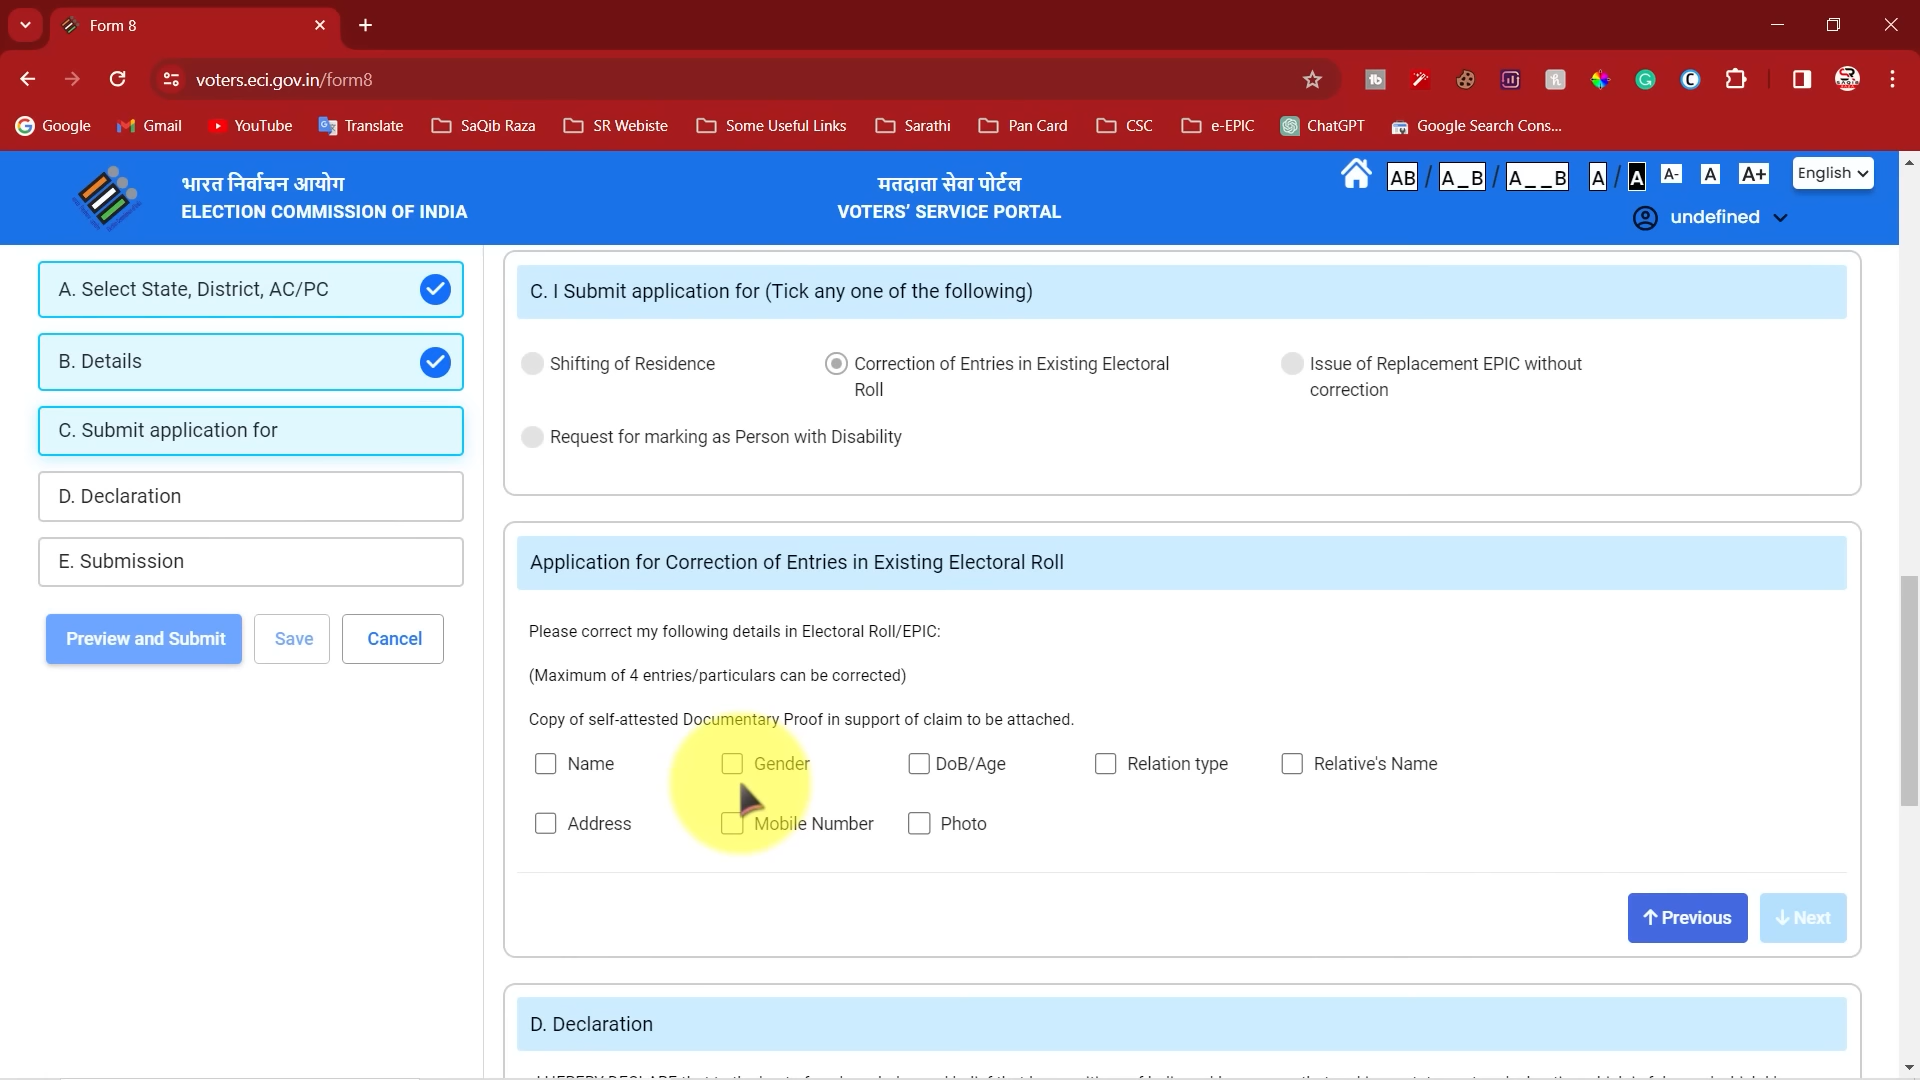 Form 8
voters.eci.gov.in/form8
Google
Gmail
YouTube
Translate
SaQib Raza
SR Webiste
Some Useful Links
Sarathi
Pan Card
CSC
e-EPIC
ChatGPT
Google Search Cons...
भारत निर्वाचन आयोग
ELECTION COMMISSION OF INDIA
मतदाता सेवा पोर्टल
VOTERS' SERVICE PORTAL
AB / A_B / A__B A / A A- A A+ English
undefined
A. Select State, District, AC/PC
B. Details
C. Submit application for
D. Declaration
E. Submission
Preview and Submit
Save
Cancel
C. I Submit application for (Tick any one of the following)
Shifting of Residence
Correction of Entries in Existing Electoral
Roll
Issue of Replacement EPIC without
correction
Request for marking as Person with Disability
Application for Correction of Entries in Existing Electoral Roll
Please correct my following details in Electoral Roll/EPIC:
(Maximum of 4 entries/particulars can be corrected)
Copy of self-attested Documentary Proof in support of claim to be attached.
Name
Gender
DoB/Age
Relation type
Relative's Name
Address
Mobile Number
Photo
Previous
Next
D. Declaration